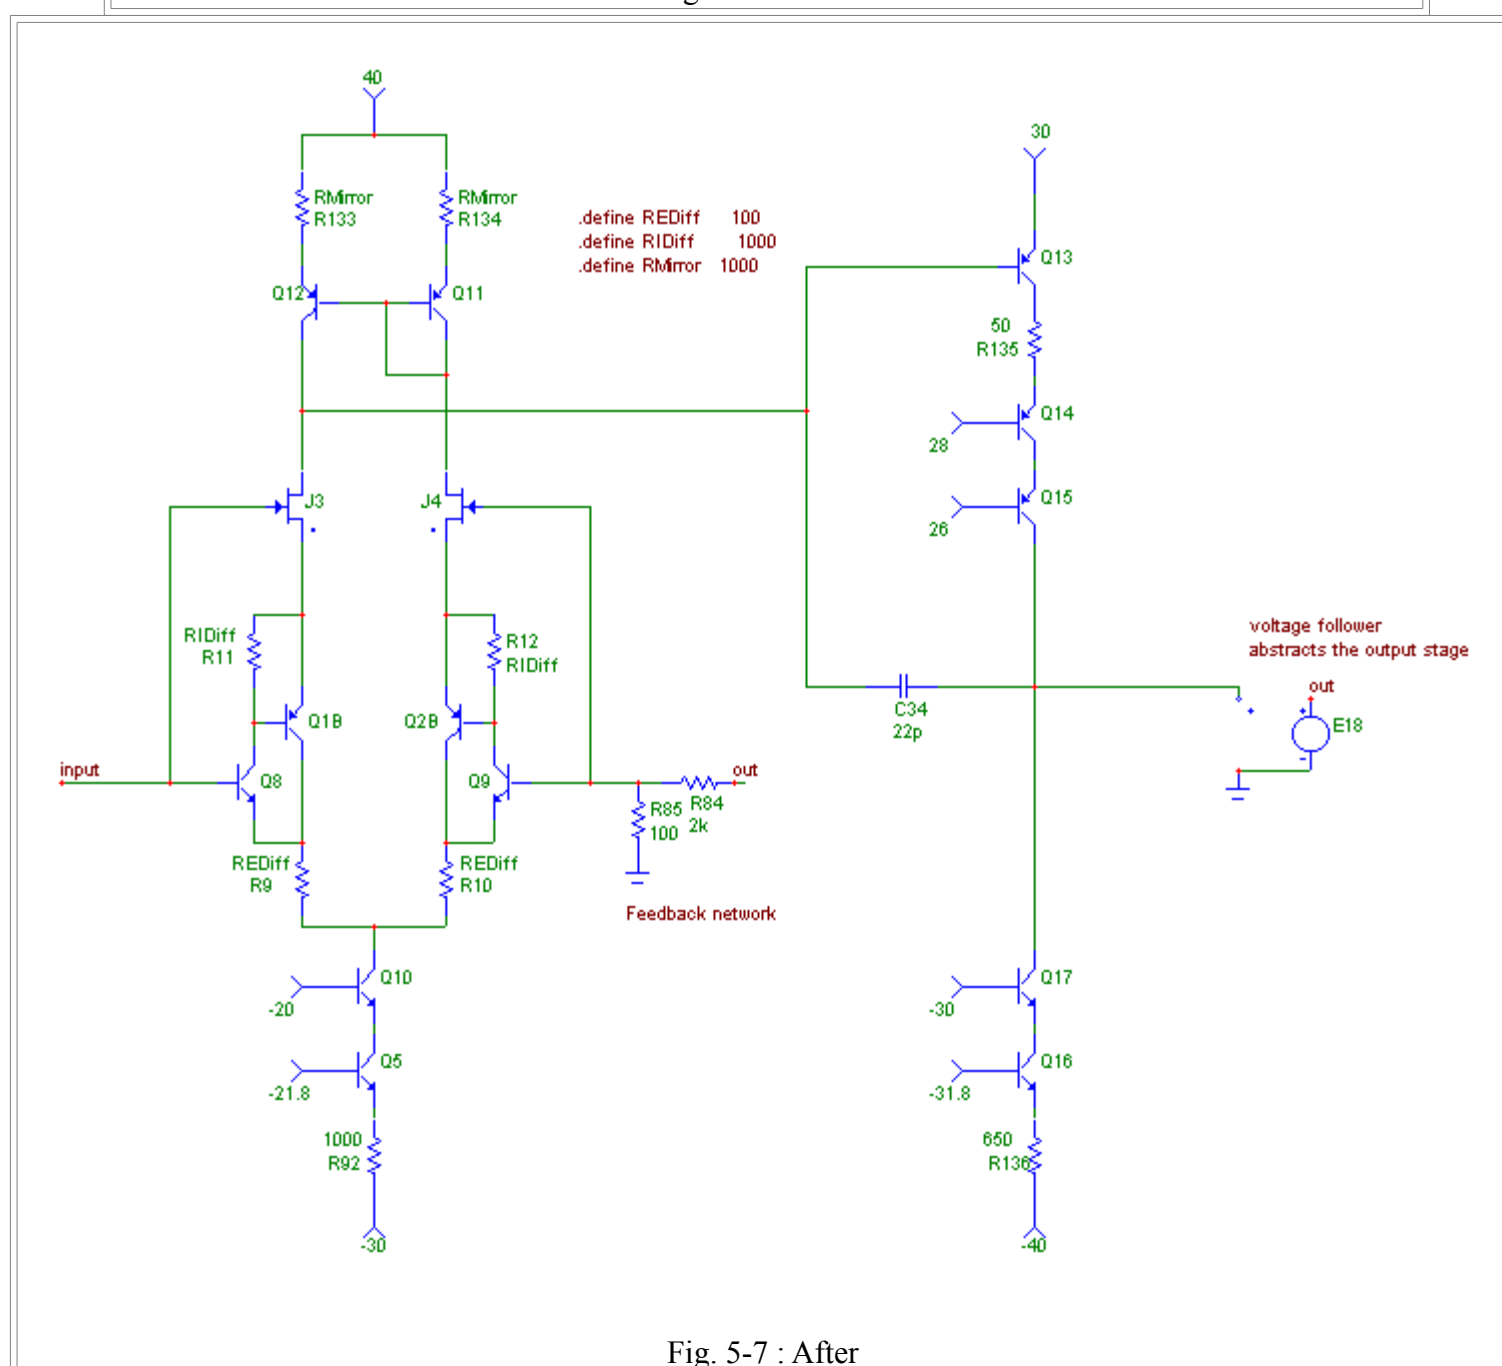 40
30
RMirror
R133
RMirror
R134
.define REDiff 100
.define RIDiff 1000
.define RMirror 1000
Q12
Q11
Q13
50
R135
Q14
28
J3
J4
Q15
26
RIDiff
R11
R12
RIDiff
voltage follower
abstracts the output stage
out
Q1B
Q2B
C34
22p
E18
input
Q8
Q9
out
R85
100
R84
2k
REDiff
R9
REDiff
R10
Feedback network
Q10
-20
Q17
-30
Q5
-21.8
Q16
-31.8
1000
R92
650
R136
-30
-40
Fig. 5-7 : After